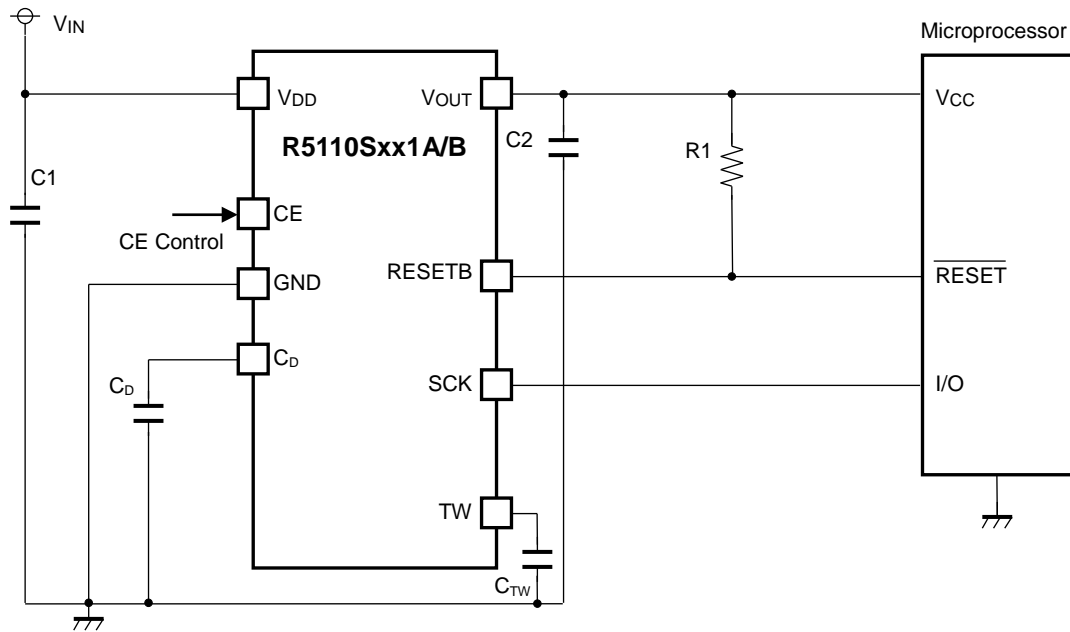 VIN
Microprocessor
VDD
VOUT
VCC
R5110Sxx1A/B
C2
R1
C1
CE
CE Control
RESETB
RESET
GND
CD
CD
SCK
I/O
TW
CTW